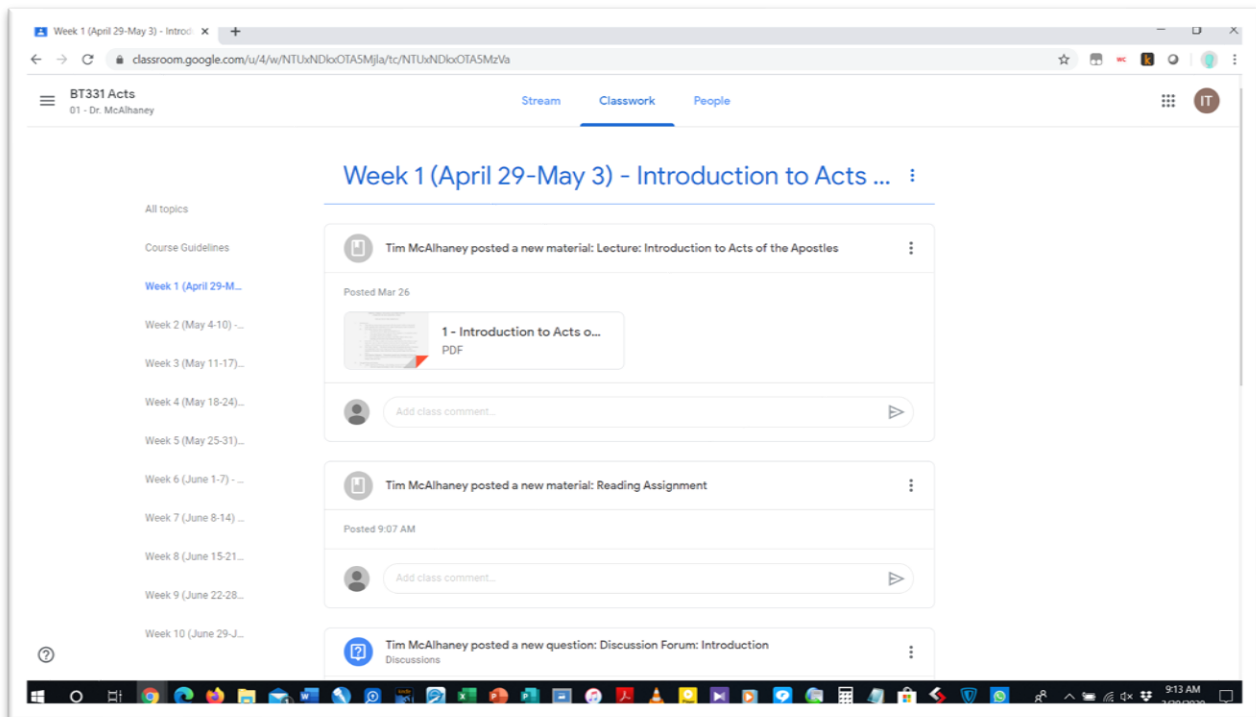 Week 1 (April 29-May 3) - Introd
classroom.google.com/u/4/w/NTUxNDkxOTA5Mjla/tc/NTUxNDkxOTA5MzVa
BT331 Acts
01 - Dr. McAlhaney
Stream Classwork People
IT
Week 1 (April 29-May 3) - Introduction to Acts ...
All topics
Course Guidelines
Week 1 (April 29-M...
Week 2 (May 4-10) -...
Week 3 (May 11-17)...
Week 4 (May 18-24)...
Week 5 (May 25-31)...
Week 6 (June 1-7) - ...
Week 7 (June 8-14) ...
Week 8 (June 15-21...
Week 9 (June 22-28...
Week 10 (June 29-J...
Tim McAlhaney posted a new material: Lecture: Introduction to Acts of the Apostles
Posted Mar 26
1 - Introduction to Acts o...
PDF
Add class comment...
Tim McAlhaney posted a new material: Reading Assignment
Posted 9:07 AM
Add class comment...
Tim McAlhaney posted a new question: Discussion Forum: Introduction
Discussions
9:13 AM